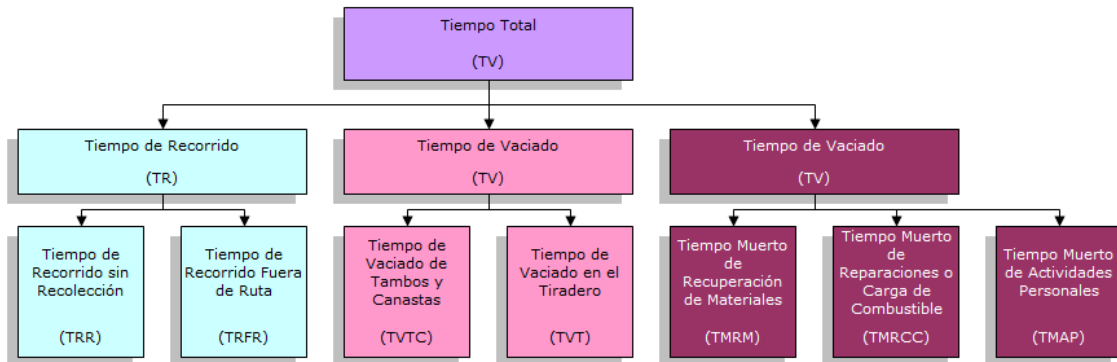 Tiempo Total
(TV)
Tiempo de Recorrido
(TR)
Tiempo de Vaciado
(TV)
Tiempo de Vaciado
(TV)
Tiempo de
Recorrido sin
Recolección
(TRR)
Tiempo de
Recorrido Fuera
de Ruta
(TRFR)
Tiempo de
Vaciado de
Tambos y
Canastas
(TVTC)
Tiempo de
Vaciado en el
Tiradero
(TVT)
Tiempo Muerto
de
Recuperación
de Materiales
(TMRM)
Tiempo Muerto
de
Reparaciones o
Carga de
Combustible
(TMRCC)
Tiempo Muerto
de Actividades
Personales
(TMAP)